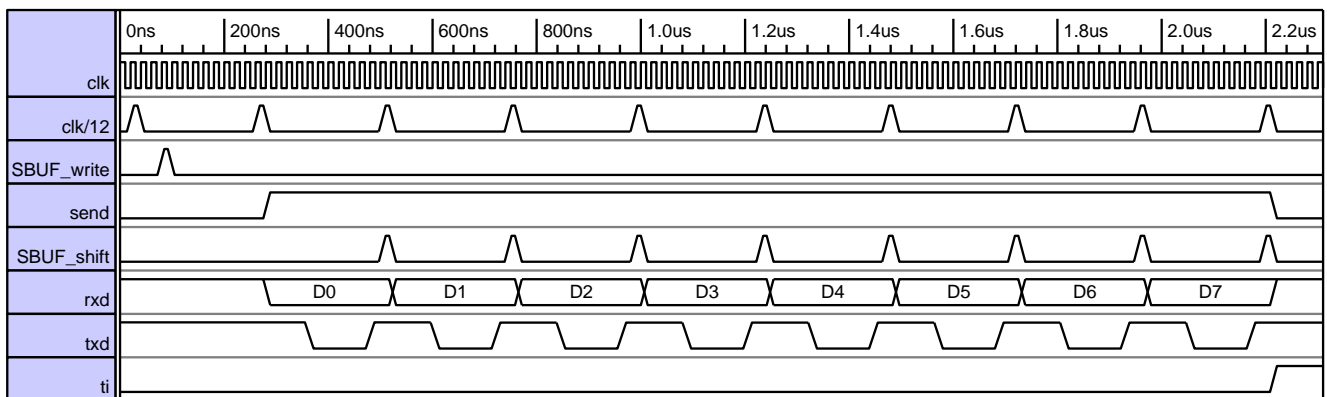 0ns 200ns 400ns 600ns 800ns 1.0us 1.2us 1.4us 1.6us 1.8us 2.0us 2.2us
clk
clk/12
SBUF_write
send
SBUF_shift
rxd D0 D1 D2 D3 D4 D5 D6 D7
txd
ti